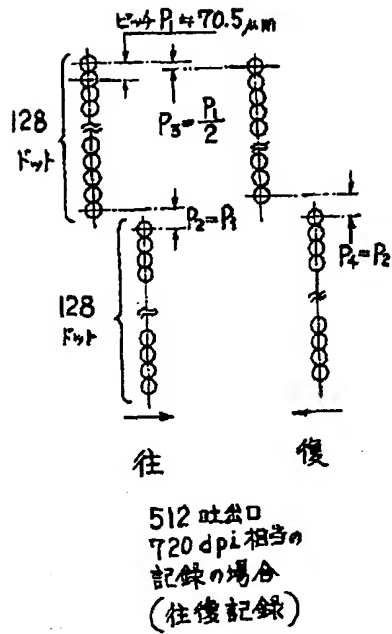 ピッチP₁≒70.5μm
128
ドット
P₃=P₁/2
P₂=P₁
P₄=P₂
128
ドット
往
復
512 吐出口
720 dpi 相当の
記録の場合
(往復記録)